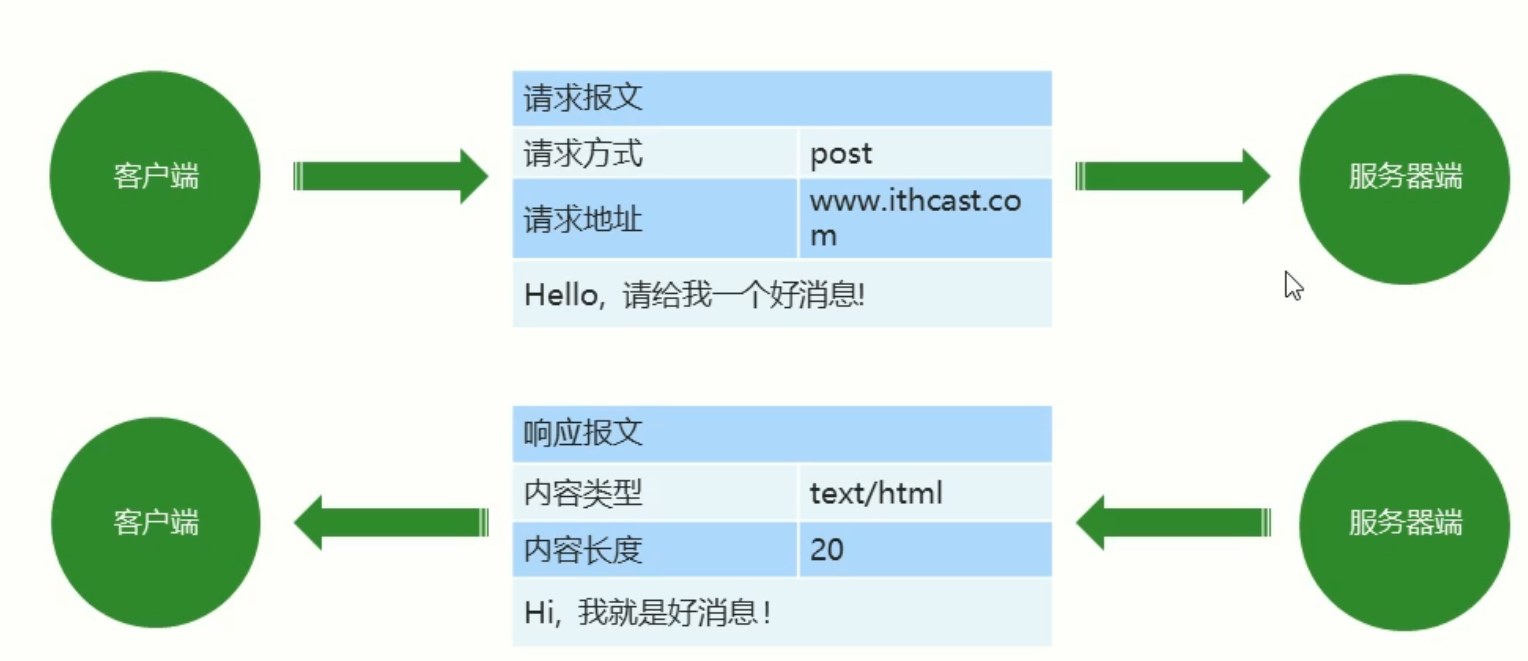 客户端
请求报文
请求方式 post
请求地址 www.ithcast.co
m
Hello, 请给我一个好消息!
服务器端
客户端
响应报文
内容类型 text/html
内容长度 20
Hi, 我就是好消息！
服务器端